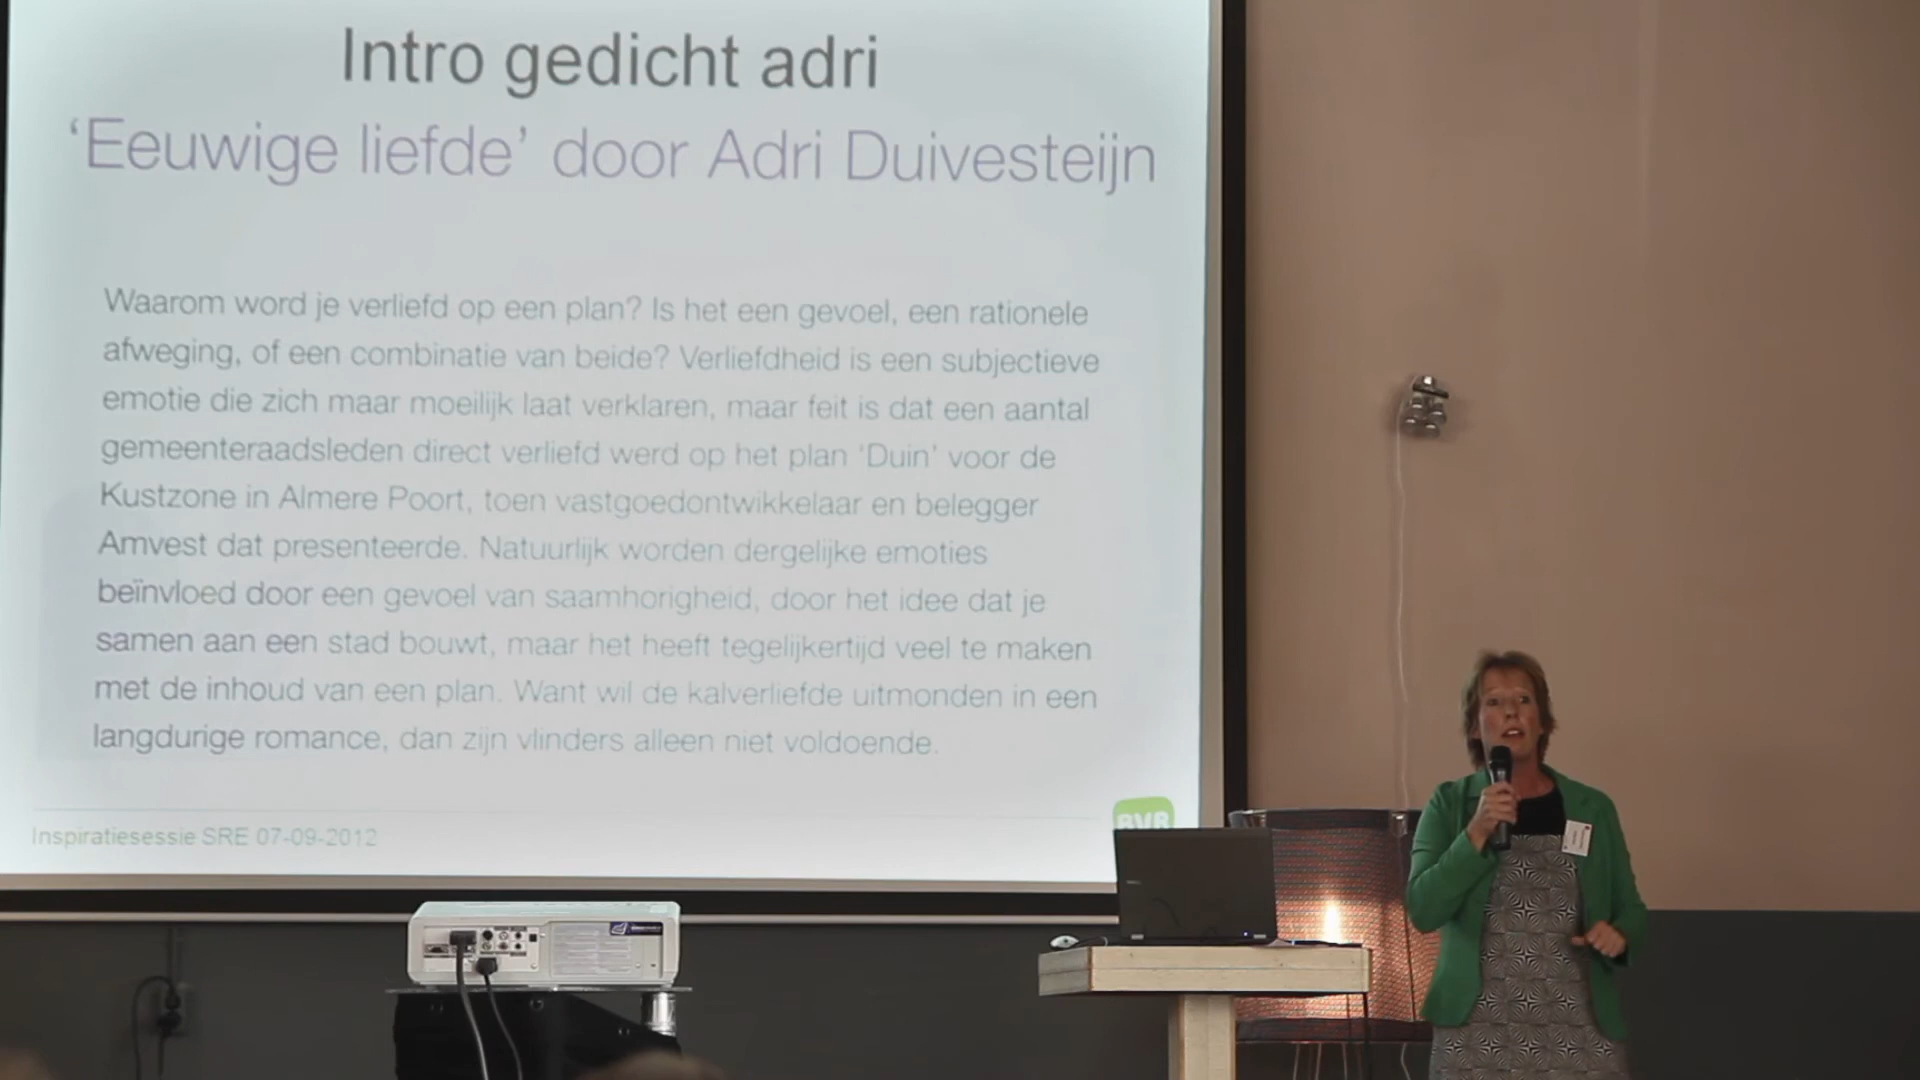 Intro gedicht adri
‘Eeuwige liefde’ door Adri Duivesteijn
Waarom word je verliefd op een plan? Is het een gevoel, een rationele
afweging, of een combinatie van beide? Verliefdheid is een subjectieve
emotie die zich maar moeilijk laat verklaren, maar feit is dat een aantal
gemeenteraadsleden direct verliefd werd op het plan ‘Duin’ voor de
Kustzone in Almere Poort, toen vastgoedontwikkelaar en belegger
Amvest dat presenteerde. Natuurlijk worden dergelijke emoties
beïnvloed door een gevoel van saamhorigheid, door het idee dat je
samen aan een stad bouwt, maar het heeft tegelijkertijd veel te maken
met de inhoud van een plan. Want wil de kalverliefde uitmonden in een
langdurige romance, dan zijn vlinders alleen niet voldoende.
BVR
Inspiratiesessie SRE 07-09-2012